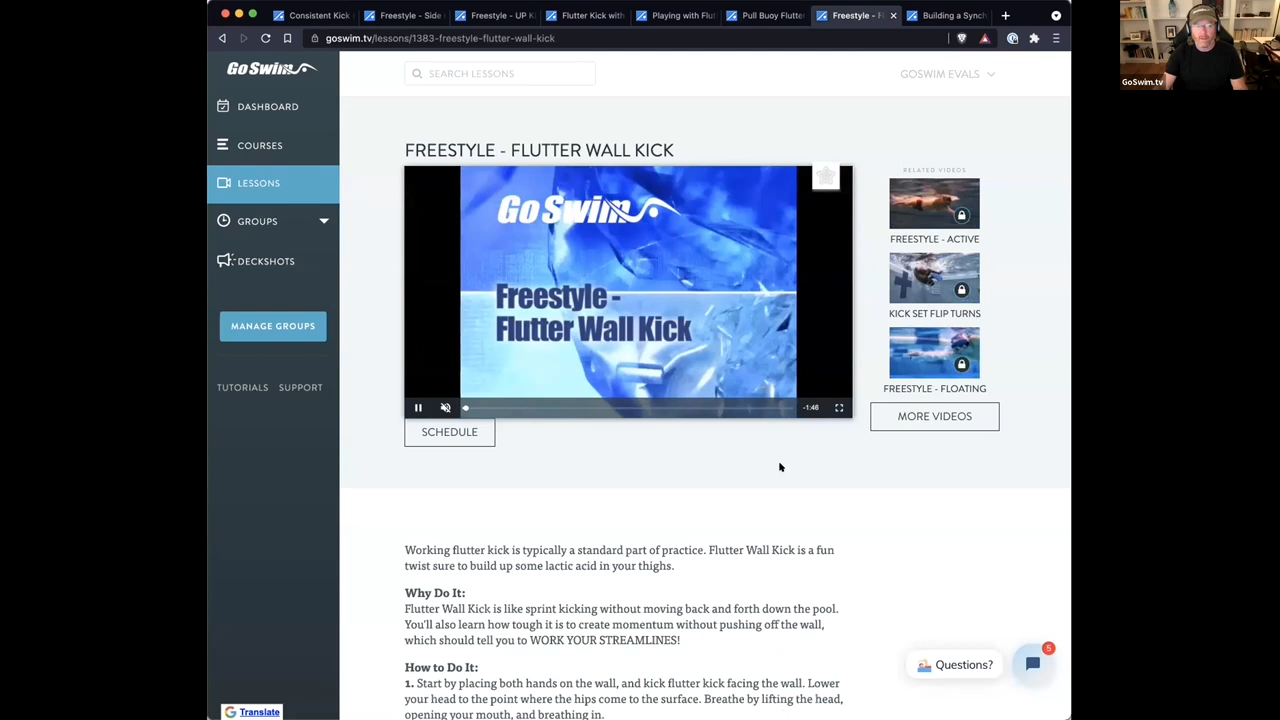 Consistent Kick
Freestyle - Side
Freestyle - UP Ki
Flutter Kick with
Playing with Flut
Pull Buoy Flutter
Freestyle - Fl
Building a Synch
goswim.tv/lessons/1383-freestyle-flutter-wall-kick
GoSwim
SEARCH LESSONS
GOSWIM EVALS
GoSwim.tv
DASHBOARD
COURSES
LESSONS
GROUPS
DECKSHOTS
MANAGE GROUPS
TUTORIALS SUPPORT
FREESTYLE - FLUTTER WALL KICK
GoSwim
Freestyle -
Flutter Wall Kick
-1:46
SCHEDULE
RELATED VIDEOS
FREESTYLE - ACTIVE
KICK SET FLIP TURNS
FREESTYLE - FLOATING
MORE VIDEOS
Working flutter kick is typically a standard part of practice. Flutter Wall Kick is a fun
twist sure to build up some lactic acid in your thighs.
Why Do It:
Flutter Wall Kick is like sprint kicking without moving back and forth down the pool.
You'll also learn how tough it is to create momentum without pushing off the wall,
which should tell you to WORK YOUR STREAMLINES!
How to Do It:
1. Start by placing both hands on the wall, and kick flutter kick facing the wall. Lower
your head to the point where the hips come to the surface. Breathe by lifting the head,
opening your mouth, and breathing in.
Questions?
5
G Translate